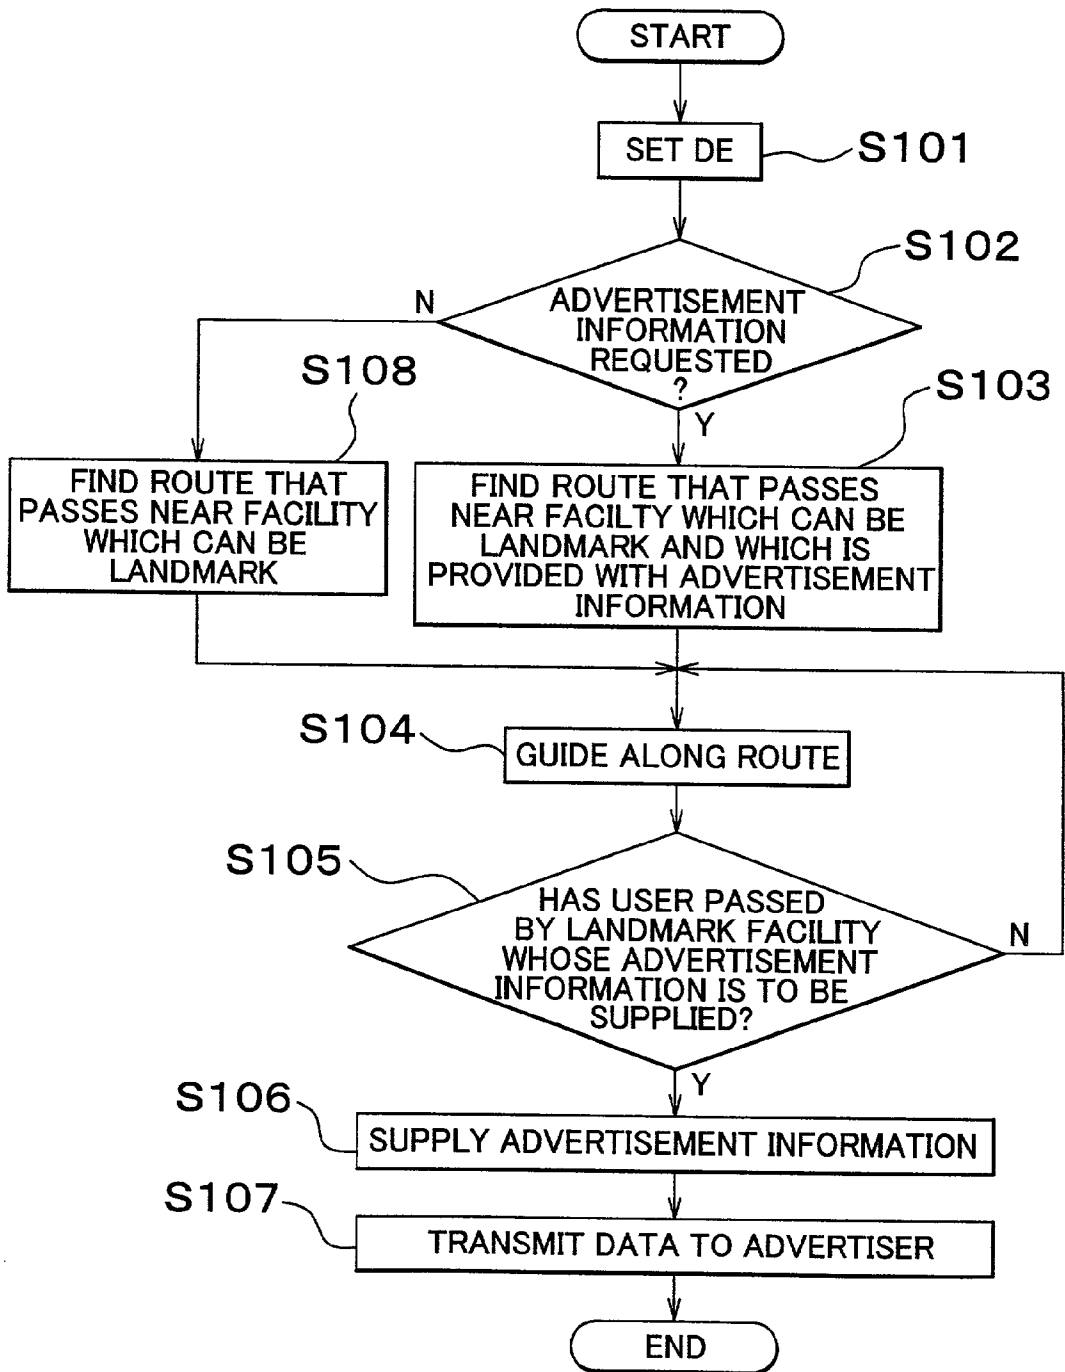 START
SET DE
S101
S102
N
ADVERTISEMENT
INFORMATION
REQUESTED
?
Y
S108
S103
FIND ROUTE THAT
PASSES NEAR FACILITY
WHICH CAN BE
LANDMARK
FIND ROUTE THAT PASSES
NEAR FACILTY WHICH CAN BE
LANDMARK AND WHICH IS
PROVIDED WITH ADVERTISEMENT
INFORMATION
S104
GUIDE ALONG ROUTE
S105
HAS USER PASSED
BY LANDMARK FACILITY
WHOSE ADVERTISEMENT
INFORMATION IS TO BE
SUPPLIED?
N
Y
S106
SUPPLY ADVERTISEMENT INFORMATION
S107
TRANSMIT DATA TO ADVERTISER
END